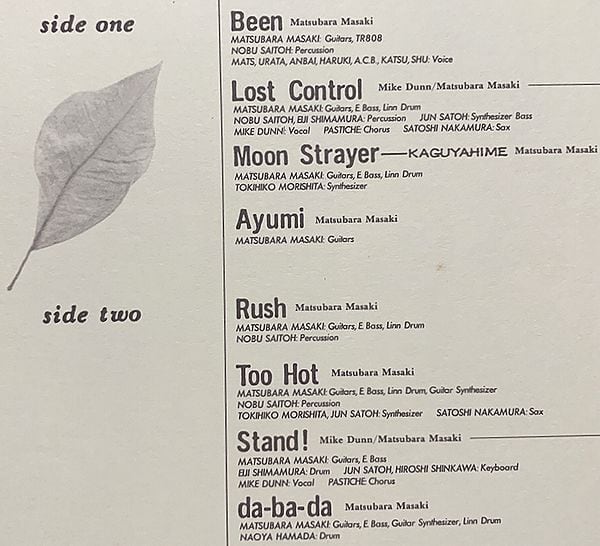 side one
Been Matsubara Masaki
MATSUBARA MASAKI: Guitars, TR808
NOBU SAITOH: Percussion
MATS, URATA, ANBAI, HARUKI, A.C.B., KATSU, SHU: Voice
Lost Control Mike Dunn/Matsubara Masaki
MATSUBARA MASAKI: Guitars, E. Bass, Linn Drum
NOBU SAITOH, EIJI SHIMAMURA: Percussion JUN SATOH: Synthesizer Bass
MIKE DUNN: Vocal PASTICHE: Chorus SATOSHI NAKAMURA: Sax
Moon Strayer—KAGUYAHIME Matsubara Masaki
MATSUBARA MASAKI: Guitars, E. Bass, Linn Drum
TOKIHIKO MORISHITA: Synthesizer
Ayumi Matsubara Masaki
MATSUBARA MASAKI: Guitars
side two
Rush Matsubara Masaki
MATSUBARA MASAKI: Guitars, E. Bass, Linn Drum
NOBU SAITOH: Percussion
Too Hot Matsubara Masaki
MATSUBARA MASAKI: Guitars, E. Bass, Linn Drum, Guitar Synthesizer
NOBU SAITOH: Percussion
TOKIHIKO MORISHITA, JUN SATOH: Synthesizer SATOSHI NAKAMURA: Sax
Stand! Mike Dunn/Matsubara Masaki
MATSUBARA MASAKI: Guitars, E. Bass
EIJI SHIMAMURA: Drum JUN SATOH, HIROSHI SHINKAWA: Keyboard
MIKE DUNN: Vocal PASTICHE: Chorus
da-ba-da Matsubara Masaki
MATSUBARA MASAKI: Guitars, E. Bass, Guitar Synthesizer, Linn Drum
NAOYA HAMADA: Drum